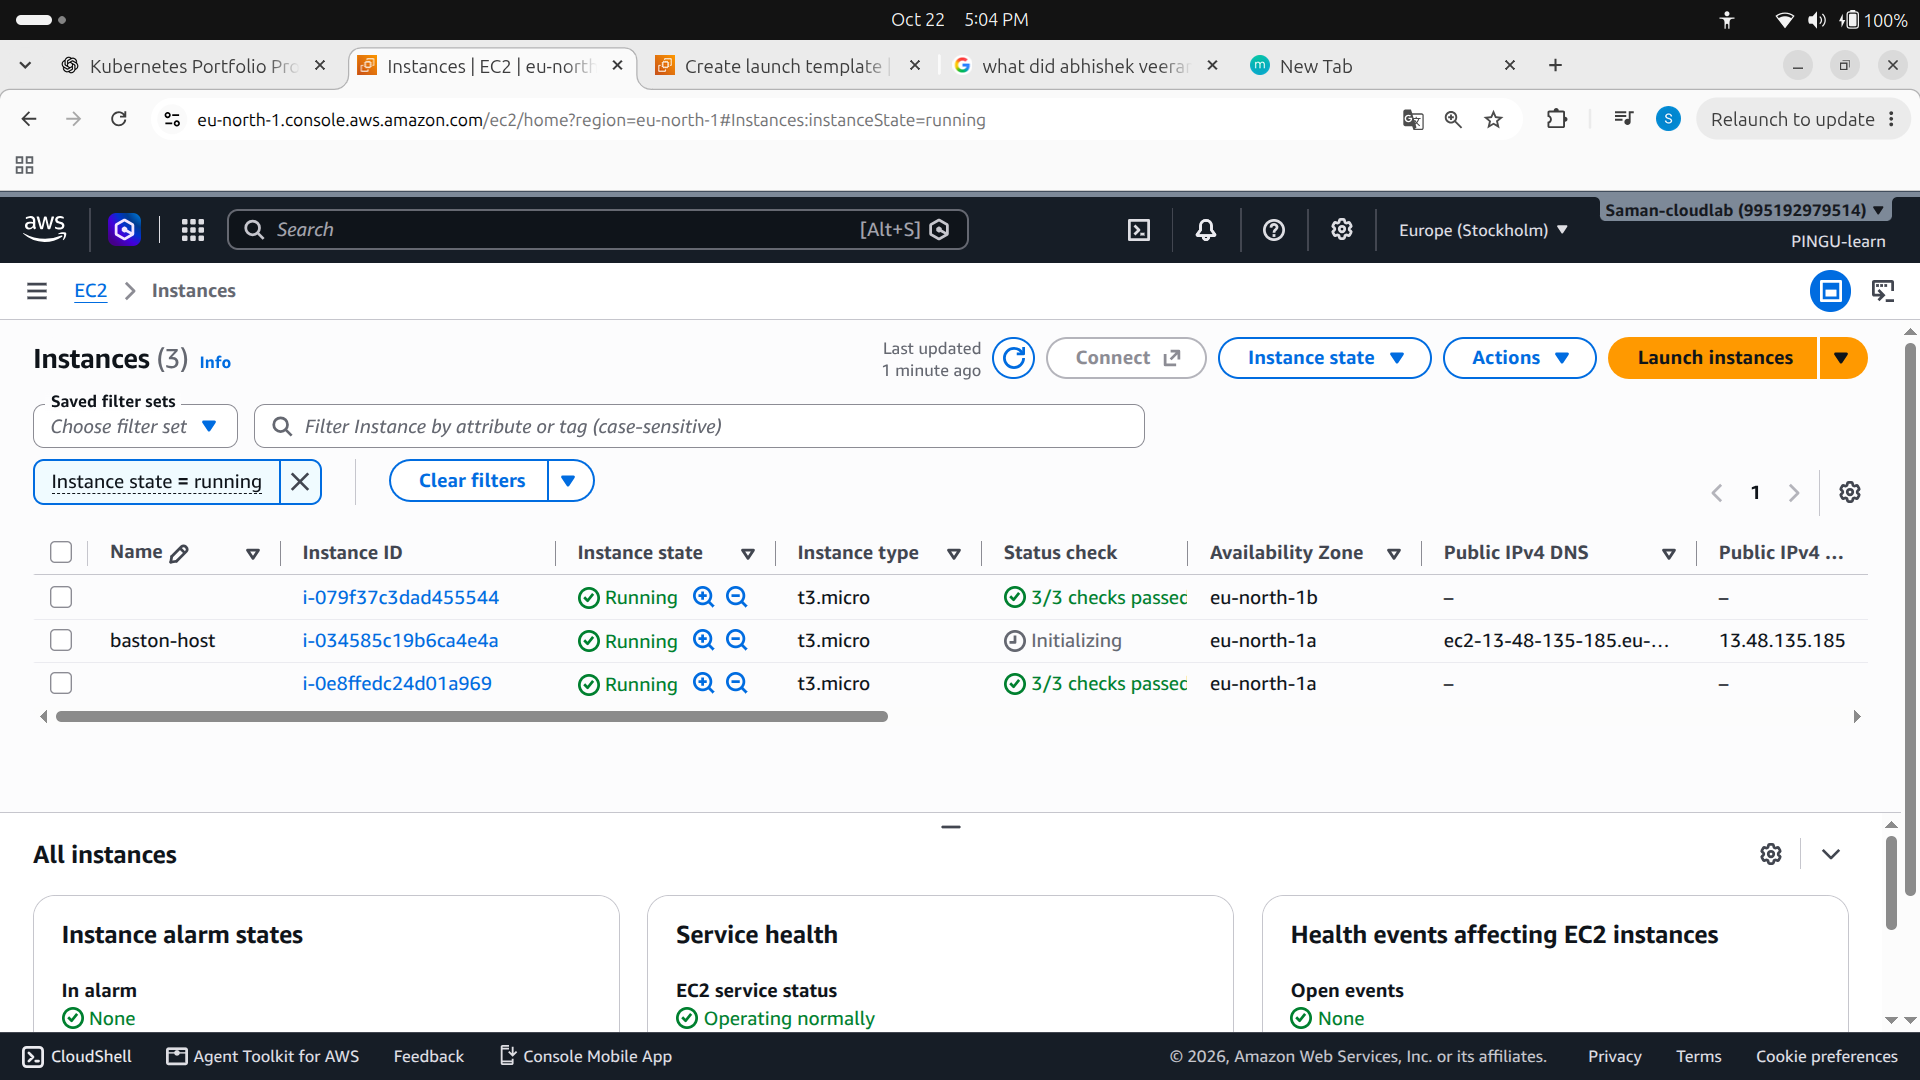 Oct 22 5:04 PM
100%
Kubernetes Portfolio Pro
Instances | EC2 | eu-north
Create launch template |
what did abhishek veerar
New Tab
eu-north-1.console.aws.amazon.com/ec2/home?region=eu-north-1#Instances:instanceState=running
S
Relaunch to update
aws
Search
[Alt+S]
Europe (Stockholm)
Saman-cloudlab (995192979514)
PINGU-learn
EC2
Instances
Instances (3) Info
Last updated
1 minute ago
Connect
Instance state
Actions
Launch instances
Saved filter sets
Choose filter set
Filter Instance by attribute or tag (case-sensitive)
Instance state = running
Clear filters
1
Name Instance ID Instance state Instance type Status check Availability Zone Public IPv4 DNS Public IPv4 ...
i-079f37c3dad455544 Running t3.micro 3/3 checks passed eu-north-1b – –
baston-host i-034585c19b6ca4e4a Running t3.micro Initializing eu-north-1a ec2-13-48-135-185.eu-... 13.48.135.185
i-0e8ffedc24d01a969 Running t3.micro 3/3 checks passed eu-north-1a – –
All instances
Instance alarm states
In alarm
None
Service health
EC2 service status
Operating normally
Health events affecting EC2 instances
Open events
None
CloudShell
Agent Toolkit for AWS
Feedback
Console Mobile App
© 2026, Amazon Web Services, Inc. or its affiliates.
Privacy
Terms
Cookie preferences